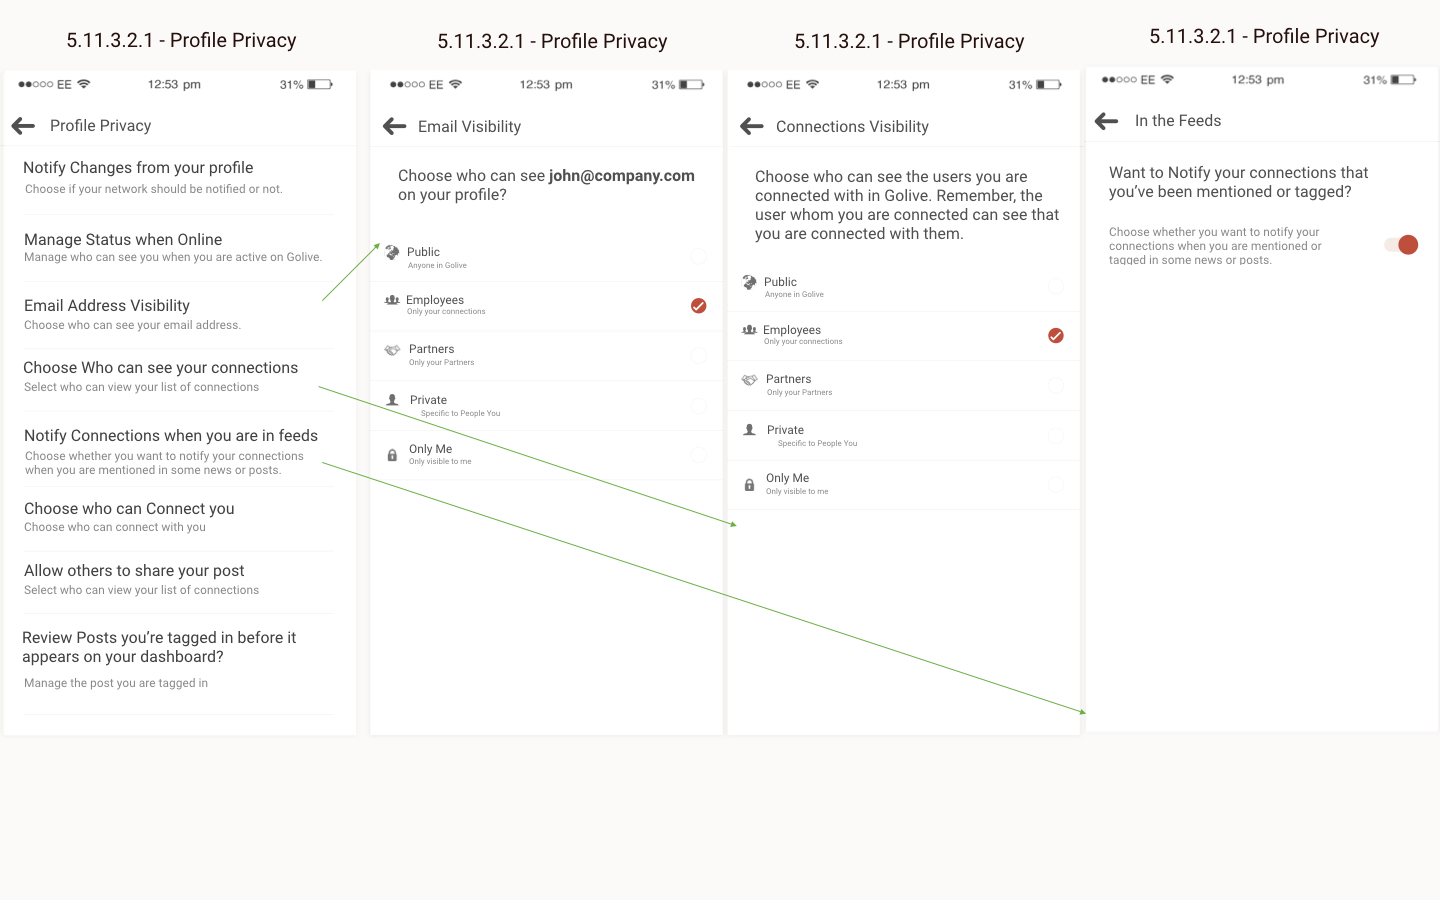 5.11.3.2.1 - Profile Privacy
EE 12:53 pm 31%
Profile Privacy
Notify Changes from your profile
Choose if your network should be notified or not.
Manage Status when Online
Manage who can see you when you are active on Golive.
Email Address Visibility
Choose who can see your email address.
Choose Who can see your connections
Select who can view your list of connections
Notify Connections when you are in feeds
Choose whether you want to notify your connections
when you are mentioned in some news or posts.
Choose who can Connect you
Choose who can connect with you
Allow others to share your post
Select who can view your list of connections
Review Posts you’re tagged in before it
appears on your dashboard?
Manage the post you are tagged in
5.11.3.2.1 - Profile Privacy
EE 12:53 pm 31%
Email Visibility
Choose who can see john@company.com
on your profile?
Public
Anyone in Golive
Employees
Only your connections
Partners
Only your Partners
Private
Specific to People You
Only Me
Only visible to me
5.11.3.2.1 - Profile Privacy
EE 12:53 pm 31%
Connections Visibility
Choose who can see the users you are
connected with in Golive. Remember, the
user whom you are connected can see that
you are connected with them.
Public
Anyone in Golive
Employees
Only your connections
Partners
Only your Partners
Private
Specific to People You
Only Me
Only visible to me
5.11.3.2.1 - Profile Privacy
EE 12:53 pm 31%
In the Feeds
Want to Notify your connections that
you’ve been mentioned or tagged?
Choose whether you want to notify your
connections when you are mentioned or
tagged in some news or posts.